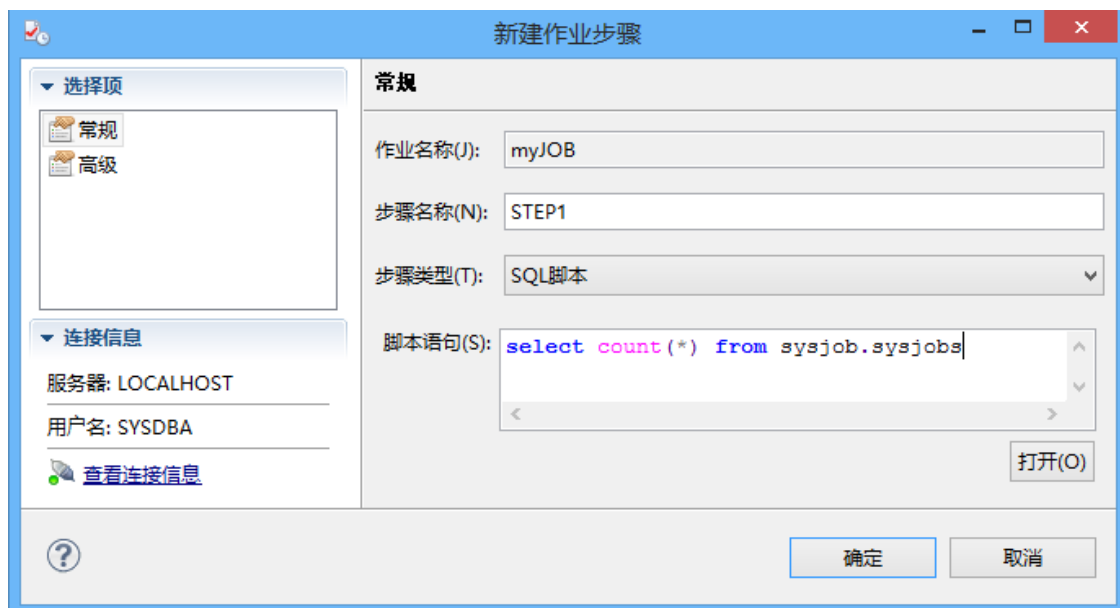 新建作业步骤
选择项
常规
高级
连接信息
服务器: LOCALHOST
用户名: SYSDBA
查看连接信息
常规
作业名称(J): myJOB
步骤名称(N): STEP1
步骤类型(T): SQL脚本
脚本语句(S): select count(*) from sysjob.sysjobs
打开(O)
确定 取消